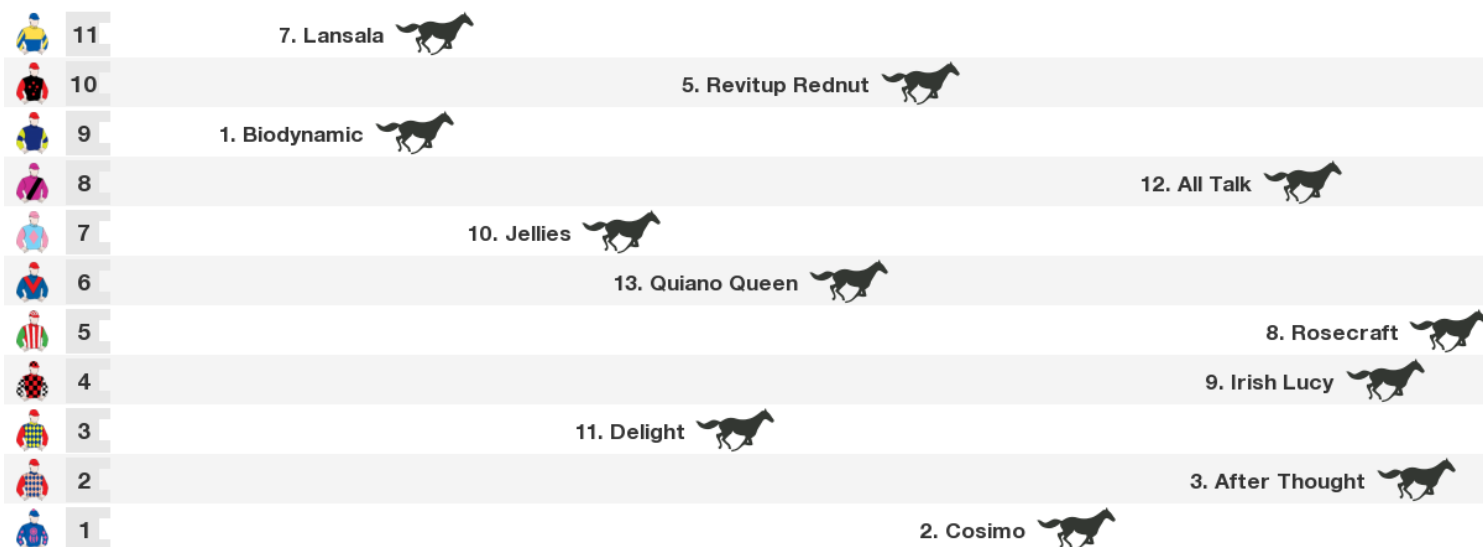 11 7. Lansala
10 5. Revitup Rednut
9 1. Biodynamic
8 12. All Talk
7 10. Jellies
6 13. Quiano Queen
5 8. Rosecraft
4 9. Irish Lucy
3 11. Delight
2 3. After Thought
1 2. Cosimo